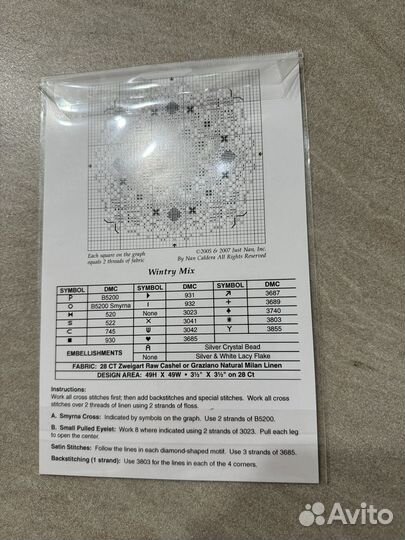 Each square on the graph
equals 2 threads of fabric
©2005 & 2007 Just Nan, Inc.
By Nan Caldera All Rights Reserved
Wintry Mix
SYMBOL DMC SYMBOL DMC SYMBOL DMC
P B5200 931 3687
O B5200 Smyrna I 932 + 3689
H 520 None 3023 ♦ 3740
S 522 × 3041 ✱ 3803
C 745 Ψ 3042 Y 3855
■ 930 ♥ 3685
EMBELLISHMENTS A Silver Crystal Bead
None Silver & White Lacy Flake
FABRIC: 28 CT Zweigart Raw Cashel or Graziano Natural Milan Linen
DESIGN AREA: 49H X 49W • 3½" X 3½" on 28 Ct
Instructions:
Work all cross stitches first; then add backstitches and special stitches. Work all cross
stitches over 2 threads of linen using 2 strands of floss.
A. Smyrna Cross: Indicated by symbols on the graph. Use 2 strands of B5200.
B. Small Pulled Eyelet: Work 8 where indicated using 2 strands of 3023. Pull each leg
to open the center.
Satin Stitches: Follow the lines in each diamond-shaped motif. Use 3 strands of 3685.
Backstitching (1 strand): Use 3803 for the lines in each of the 4 corners.
Avito